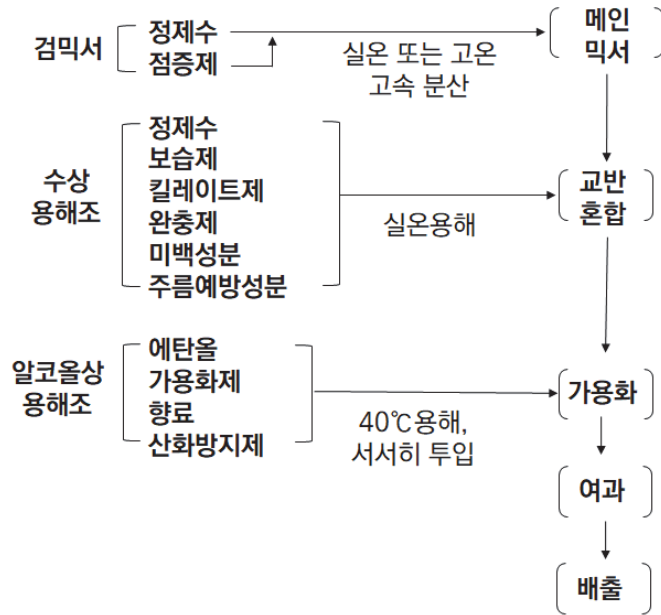 검믹서
정제수
점증제
실온 또는 고온
고속 분산
메인
믹서
수상
용해조
정제수
보습제
킬레이트제
완충제
미백성분
주름예방성분
실온용해
교반
혼합
알코올상
용해조
에탄올
가용화제
향료
산화방지제
40℃용해,
서서히 투입
가용화
여과
배출